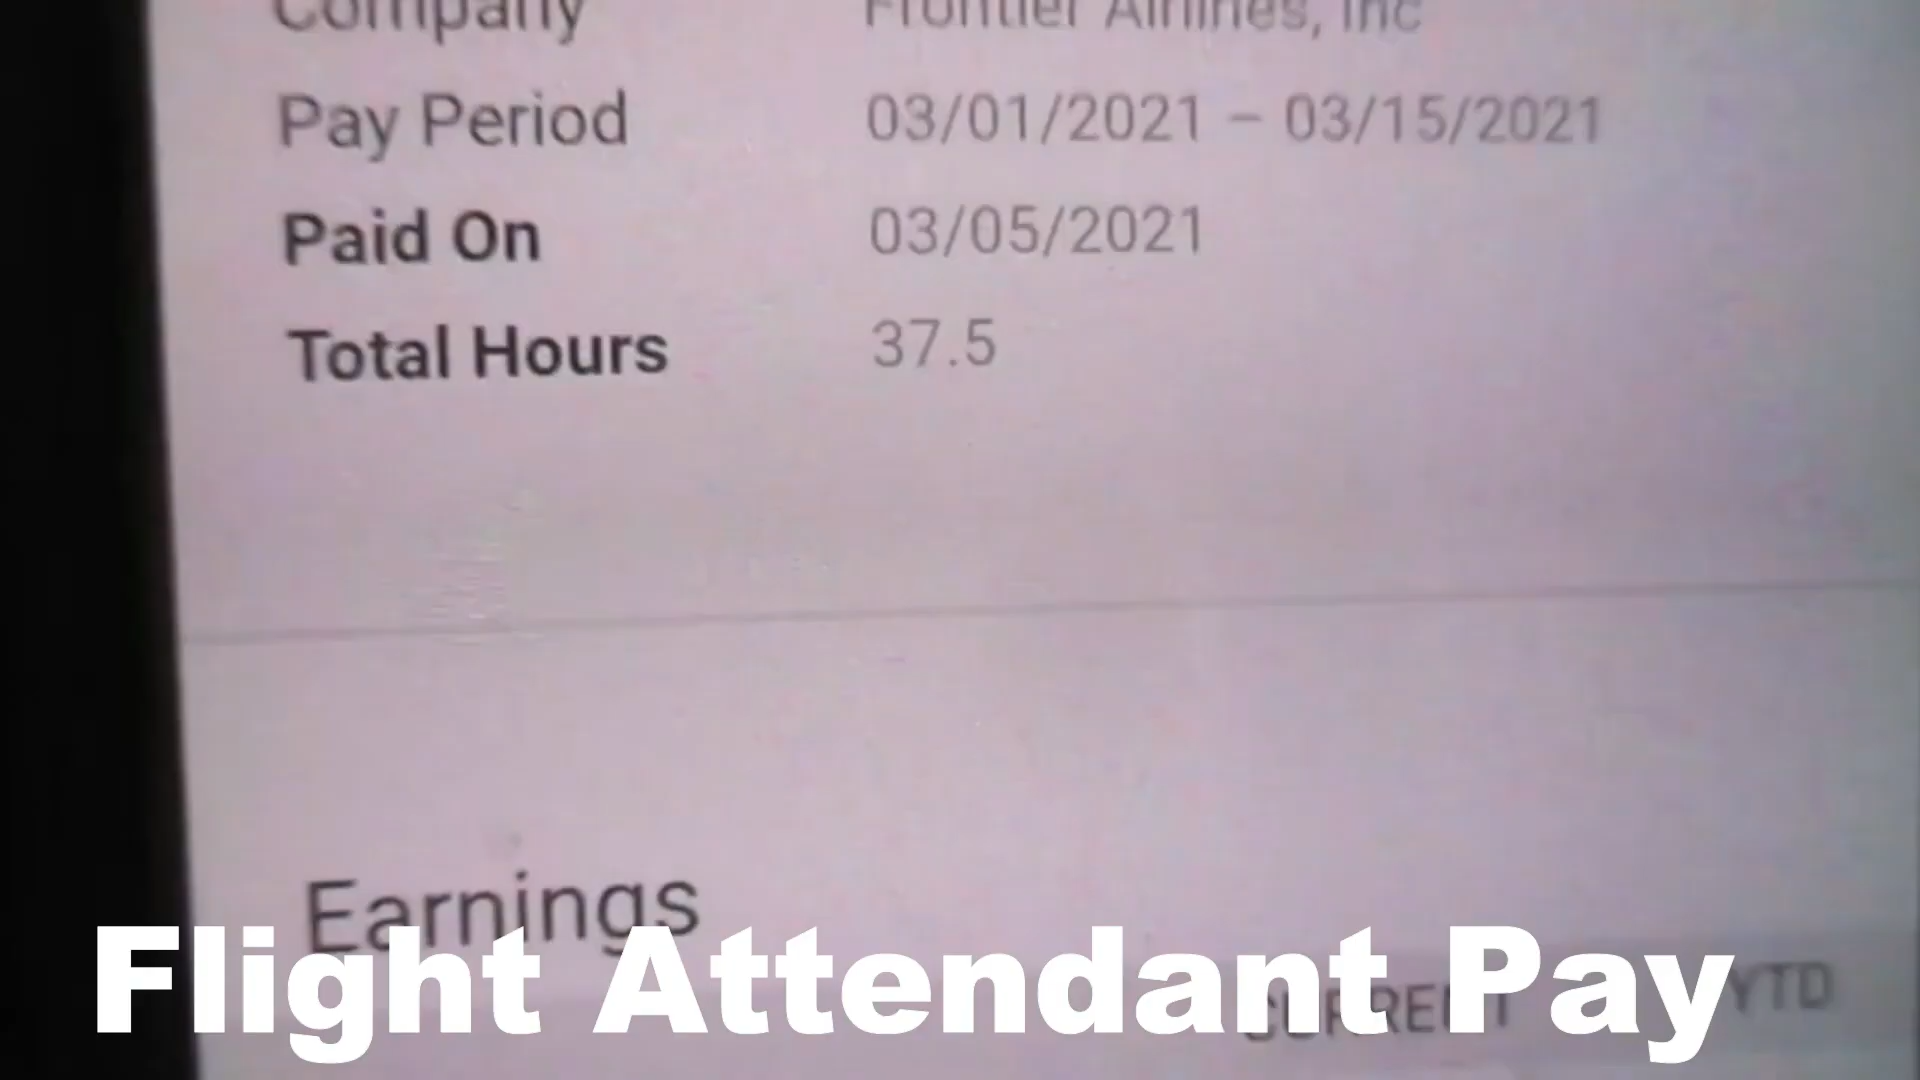 Company Frontier Airlines, Inc
Pay Period 03/01/2021 – 03/15/2021
Paid On 03/05/2021
Total Hours 37.5
Earnings
CURRENT YTD
Flight Attendant Pay